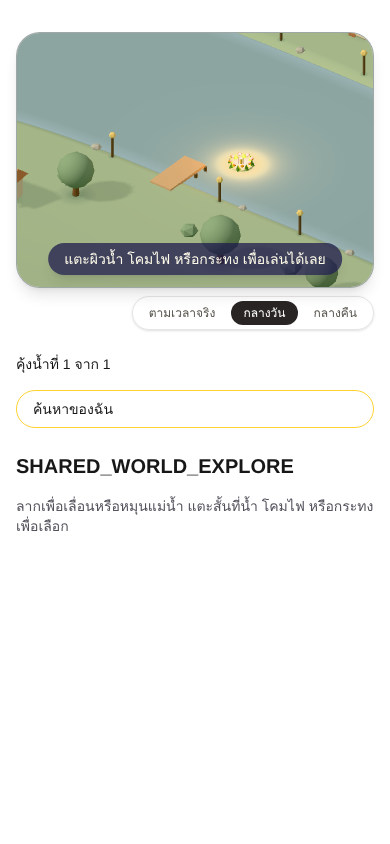 แตะผิวน้ำ โคมไฟ หรือกระทง เพื่อเล่นได้เลย
ตามเวลาจริง กลางวัน กลางคืน
คุ้งน้ำที่ 1 จาก 1
ค้นหาของฉัน
SHARED_WORLD_EXPLORE
ลากเพื่อเลื่อนหรือหมุนแม่น้ำ แตะสั้นที่น้ำ โคมไฟ หรือกระทง
เพื่อเลือก